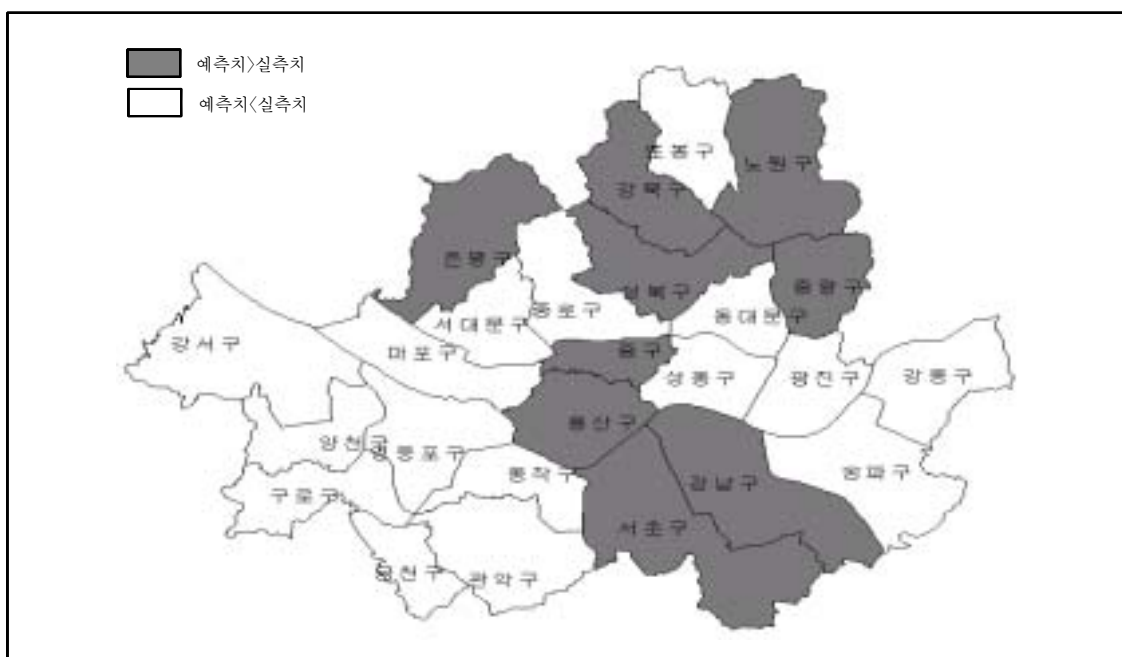 예측치>실측치
예측치<실측치
도봉구
노원구
강북구
은평구
성북구
중랑구
종로구
동대문구
서대문구
강서구
마포구
중구
성동구
광진구
강동구
용산구
양천구
영등포구
동작구
강남구
송파구
구로구
서초구
금천구
관악구